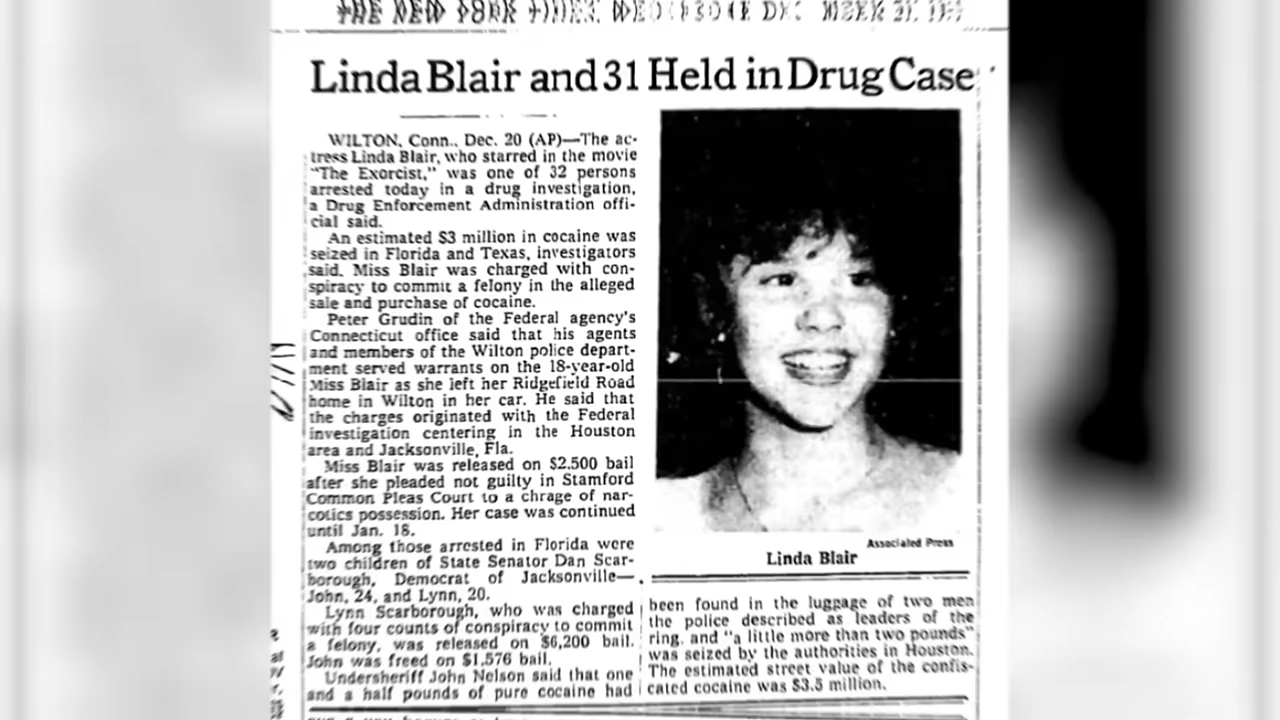 THE NEW YORK TIMES, WEDNESDAY, DECEMBER 21, 1977
Linda Blair and 31 Held in Drug Case
WILTON, Conn., Dec. 20 (AP)—The ac-
tress Linda Blair, who starred in the movie
"The Exorcist," was one of 32 persons
arrested today in a drug investigation,
a Drug Enforcement Administration offi-
cial said.
An estimated $3 million in cocaine was
seized in Florida and Texas, investigators
said. Miss Blair was charged with con-
spiracy to commit a felony in the alleged
sale and purchase of cocaine.
Peter Grudin of the Federal agency's
Connecticut office said that his agents
and members of the Wilton police depart-
ment served warrants on the 18-year-old
Miss Blair as she left her Ridgefield Road
home in Wilton in her car. He said that
the charges originated with the Federal
investigation centering in the Houston
area and Jacksonville, Fla.
Miss Blair was released on $2,500 bail
after she pleaded not guilty in Stamford
Common Pleas Court to a chrage of nar-
cotics possession. Her case was continued
until Jan. 18.
Among those arrested in Florida were
two children of State Senator Dan Scar-
borough, Democrat of Jacksonville—
John, 24, and Lynn, 20.
Lynn Scarborough, who was charged
with four counts of conspiracy to commit
a felony, was released on $6,200 bail.
John was freed on $1,576 bail.
Undersheriff John Nelson said that one
and a half pounds of pure cocaine had
Associated Press
Linda Blair
been found in the luggage of two men
the police described as leaders of the
ring, and "a little more than two pounds"
was seized by the authorities in Houston.
The estimated street value of the confis-
cated cocaine was $3.5 million.